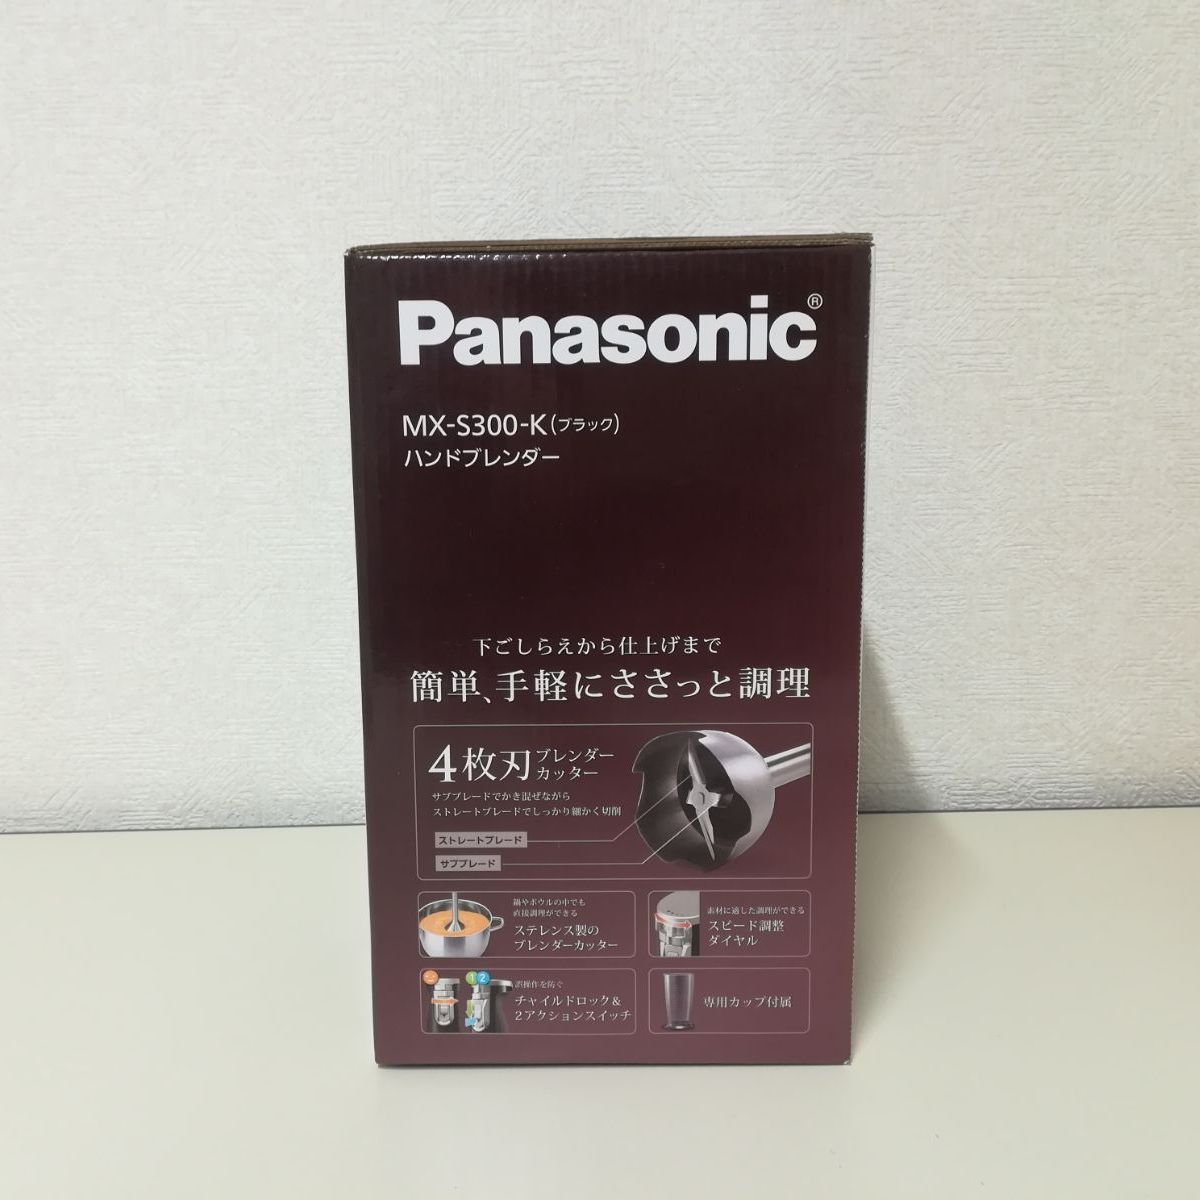 Panasonic®
MX-S300-K(ブラック)
ハンドブレンダー
下ごしらえから仕上げまで
簡単、手軽にささっと調理
4枚刃ブレンダー
カッター
サブブレードでかき混ぜながら
ストレートブレードでしっかり細かく切削
ストレートブレード
サブブレード
鍋やボウルの中でも
直接調理ができる
ステンレス製の
ブレンダーカッター
素材に適した調理ができる
スピード調整
ダイヤル
1 2
誤操作を防ぐ
チャイルドロック&
2アクションスイッチ
専用カップ付属